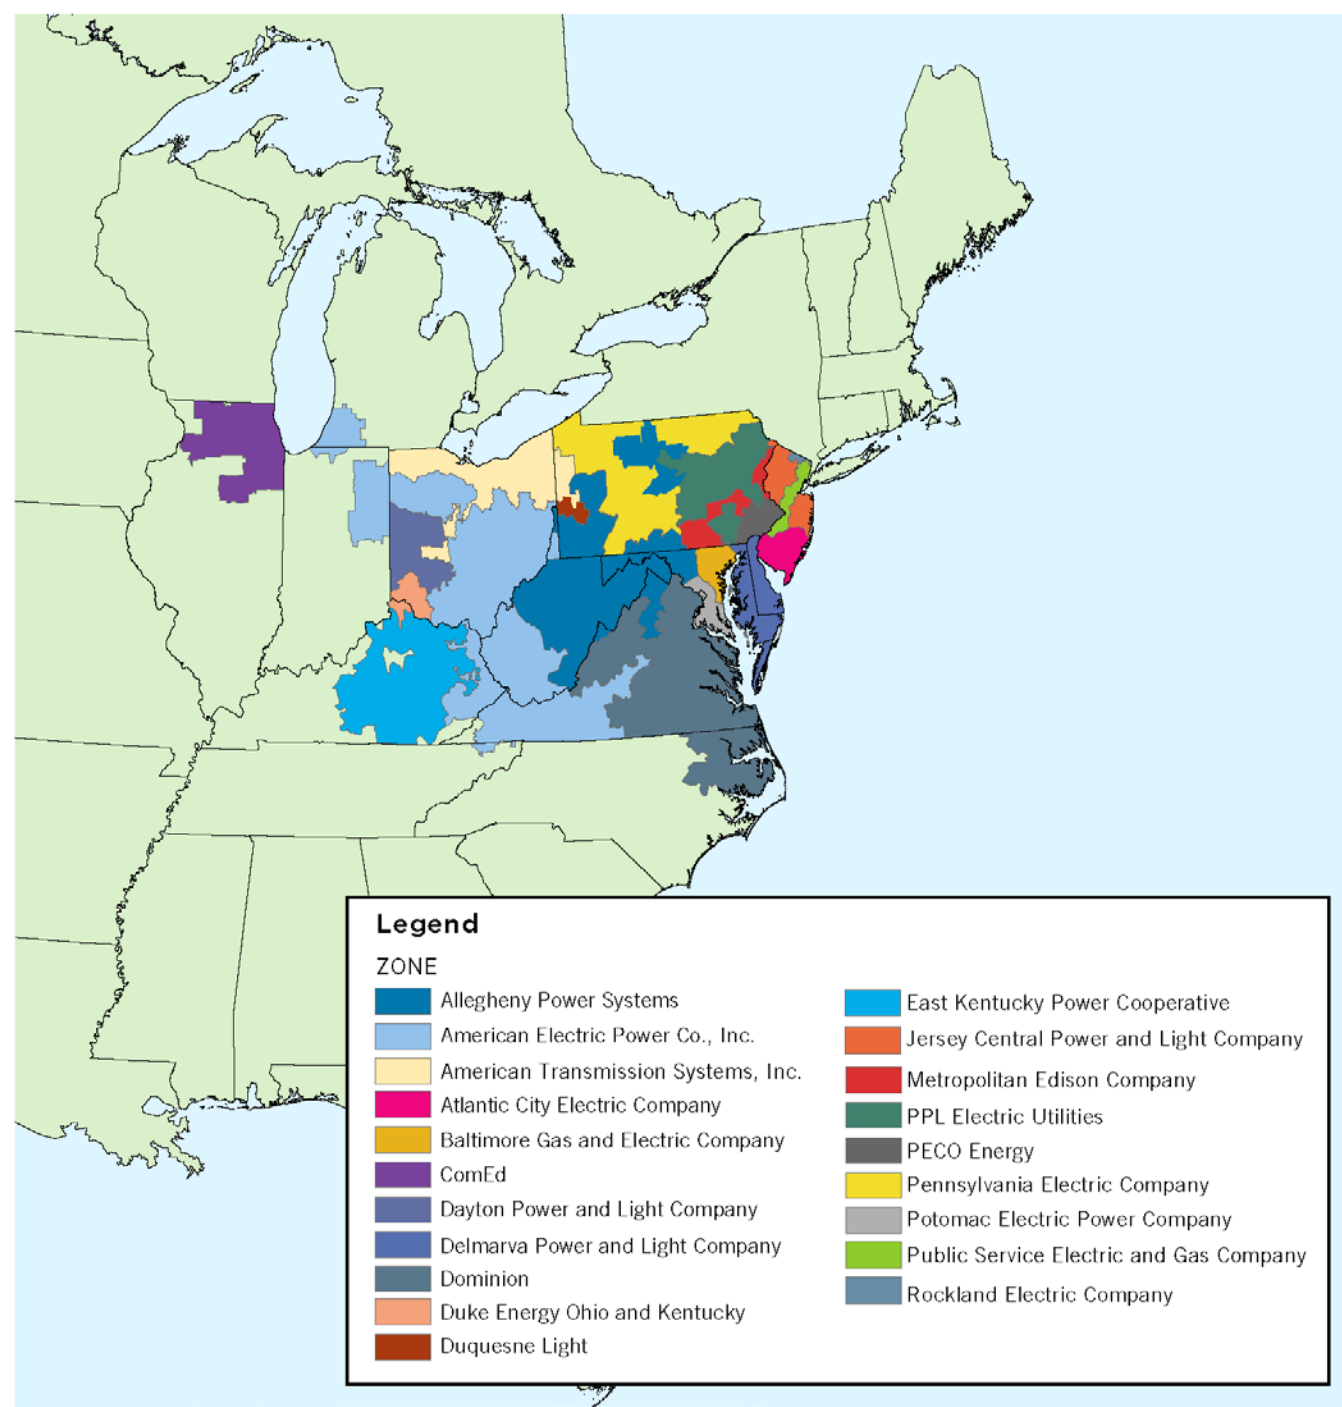 Legend
ZONE
Allegheny Power Systems
American Electric Power Co., Inc.
American Transmission Systems, Inc.
Atlantic City Electric Company
Baltimore Gas and Electric Company
ComEd
Dayton Power and Light Company
Delmarva Power and Light Company
Dominion
Duke Energy Ohio and Kentucky
Duquesne Light
East Kentucky Power Cooperative
Jersey Central Power and Light Company
Metropolitan Edison Company
PPL Electric Utilities
PECO Energy
Pennsylvania Electric Company
Potomac Electric Power Company
Public Service Electric and Gas Company
Rockland Electric Company